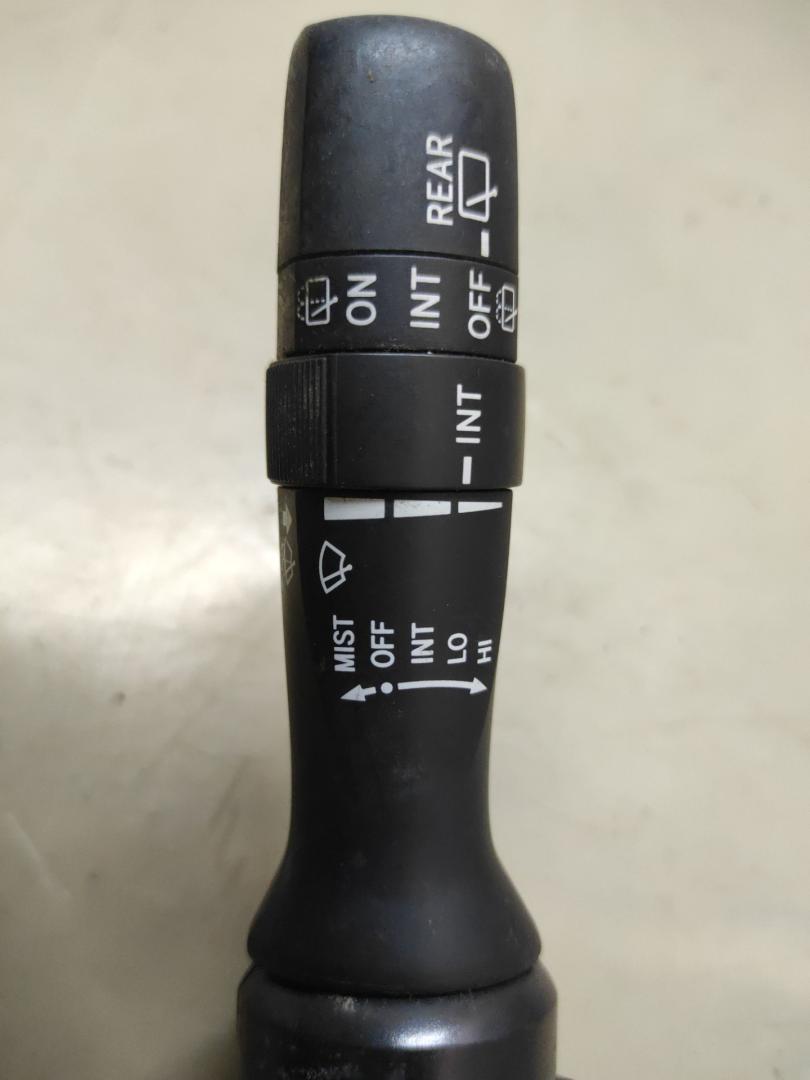 REAR
ON
INT
OFF
INT
MIST
OFF
INT
LO
HI